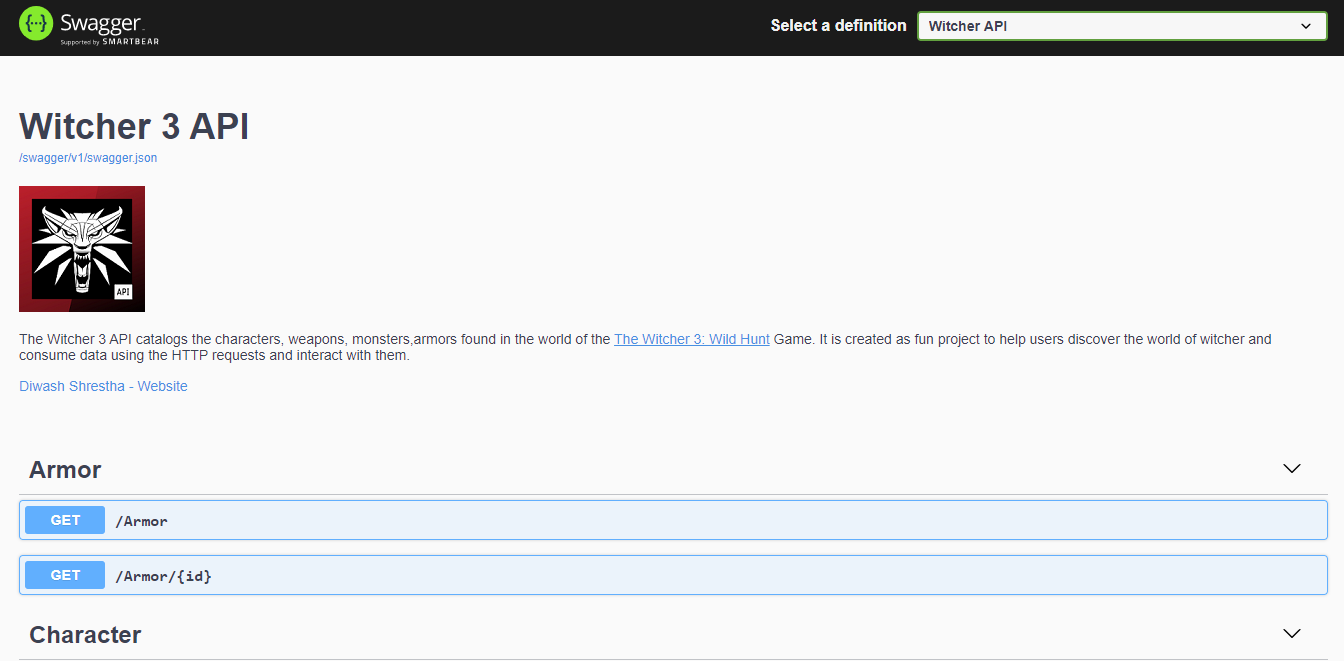 Swagger
Supported by SMARTBEAR
Select a definition
Witcher API
Witcher 3 API
/swagger/v1/swagger.json
API
The Witcher 3 API catalogs the characters, weapons, monsters,armors found in the world of the The Witcher 3: Wild Hunt Game. It is created as fun project to help users discover the world of witcher and
consume data using the HTTP requests and interact with them.
Diwash Shrestha - Website
Armor
GET /Armor
GET /Armor/{id}
Character